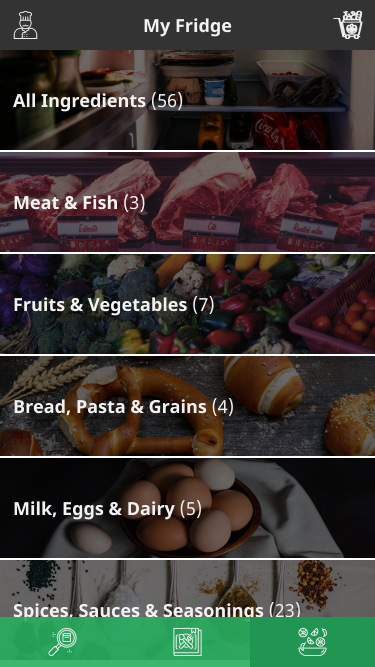 My Fridge
All Ingredients (56)
Meat & Fish (3)
Fruits & Vegetables (7)
Bread, Pasta & Grains (4)
Milk, Eggs & Dairy (5)
Spices, Sauces & Seasonings (23)